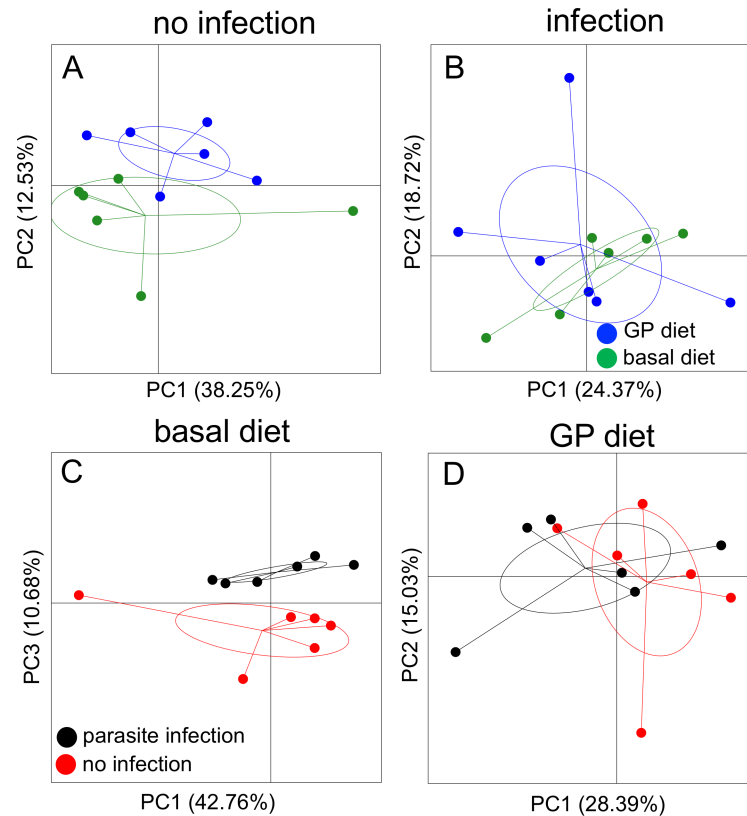 no infection
infection
A
B
PC2 (12.53%)
PC2 (18.72%)
GP diet
basal diet
PC1 (38.25%)
PC1 (24.37%)
basal diet
GP diet
C
D
PC3 (10.68%)
PC2 (15.03%)
parasite infection
no infection
PC1 (42.76%)
PC1 (28.39%)